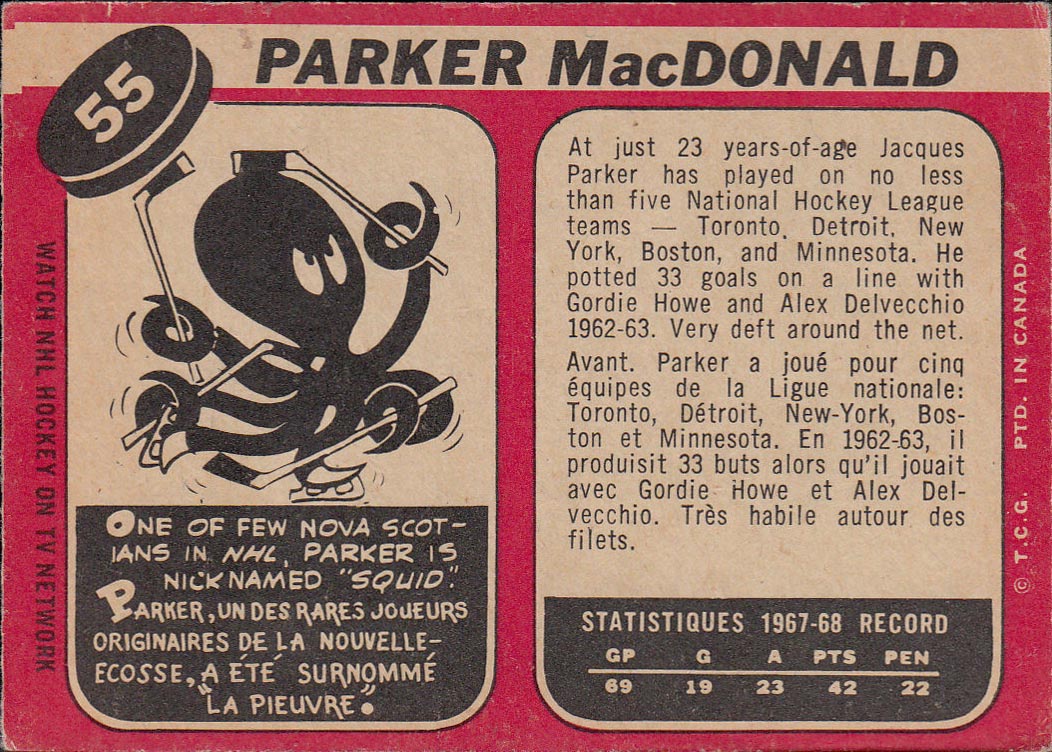 55
PARKER MacDONALD
WATCH NHL HOCKEY ON TV NETWORK
ONE OF FEW NOVA SCOT-
IANS IN NHL, PARKER IS
NICKNAMED "SQUID".
PARKER, UN DES RARES JOUEURS
ORIGINAIRES DE LA NOUVELLE-
ECOSSE, A ÉTÉ SURNOMMÉ
"LA PIEUVRE".
At just 23 years-of-age Jacques
Parker has played on no less
than five National Hockey League
teams — Toronto, Detroit, New
York, Boston, and Minnesota. He
potted 33 goals on a line with
Gordie Howe and Alex Delvecchio
1962-63. Very deft around the net.
Avant. Parker a joué pour cinq
équipes de la Ligue nationale:
Toronto, Détroit, New-York, Bos-
ton et Minnesota. En 1962-63, il
produisit 33 buts alors qu'il jouait
avec Gordie Howe et Alex Del-
vecchio. Très habile autour des
filets.
STATISTIQUES 1967-68 RECORD
GP G A PTS PEN
69 19 23 42 22
© T.C.G. PTD. IN CANADA